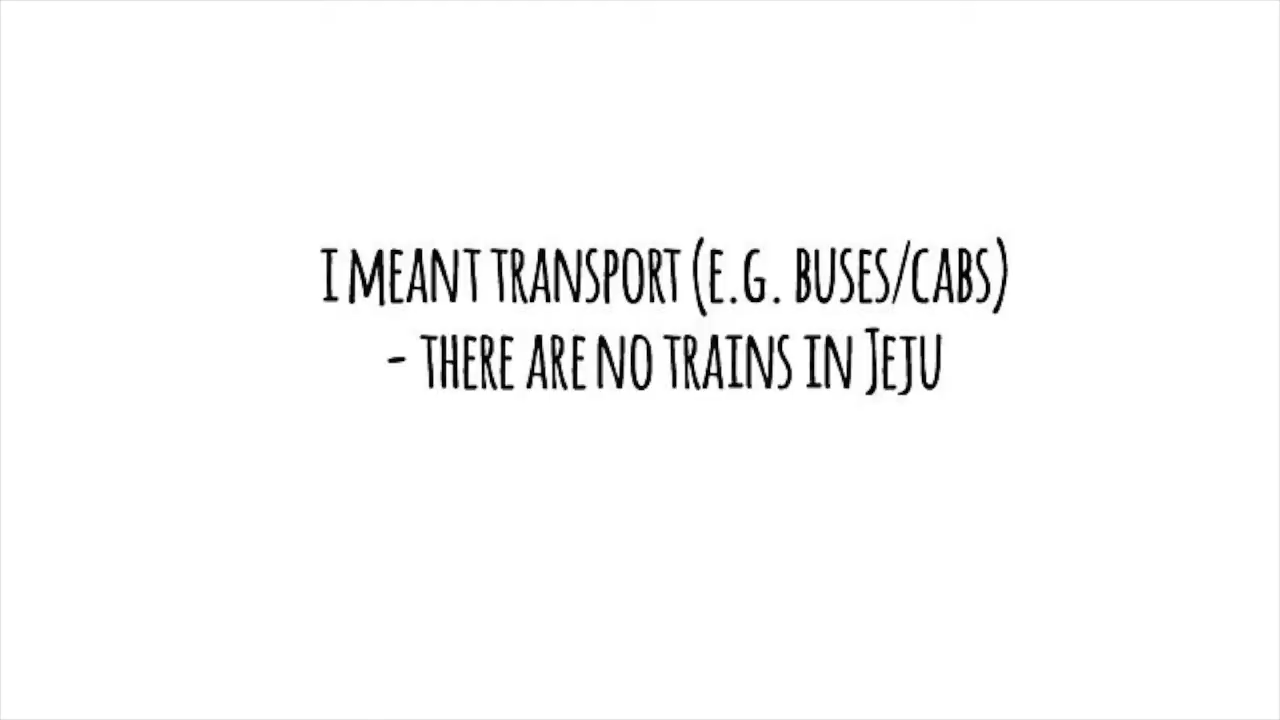 I MEANT TRANSPORT (E.G. BUSES/CABS)
- THERE ARE NO TRAINS IN JEJU